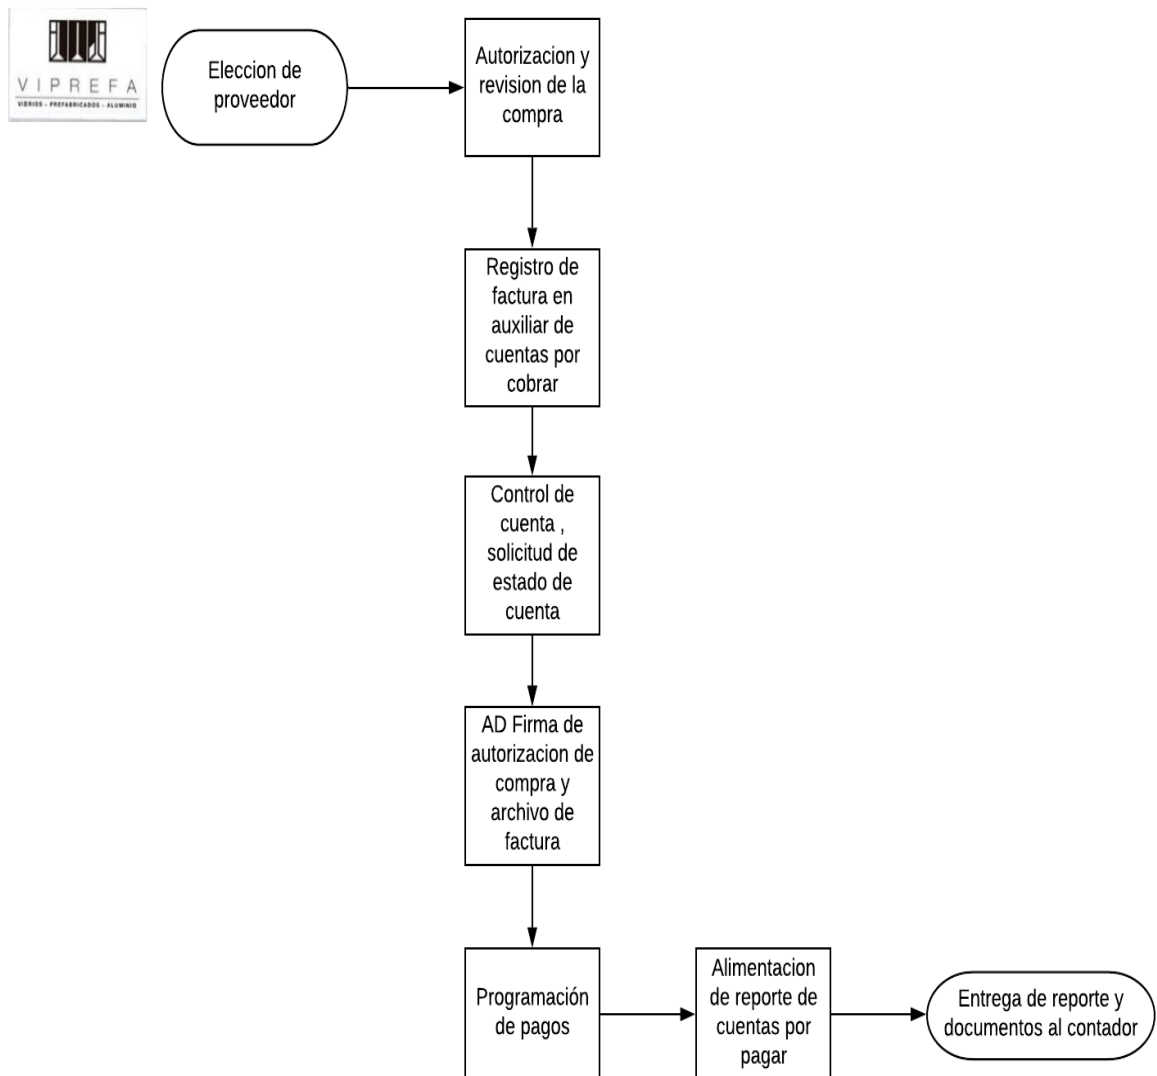 VIPREFA
VIDRIOS - PREFABRICADOS - ALUMINIO
Eleccion de
proveedor
Autorizacion y
revision de la
compra
Registro de
factura en
auxiliar de
cuentas por
cobrar
Control de
cuenta ,
solicitud de
estado de
cuenta
AD Firma de
autorizacion de
compra y
archivo de
factura
Programación
de pagos
Alimentacion
de reporte de
cuentas por
pagar
Entrega de reporte y
documentos al contador